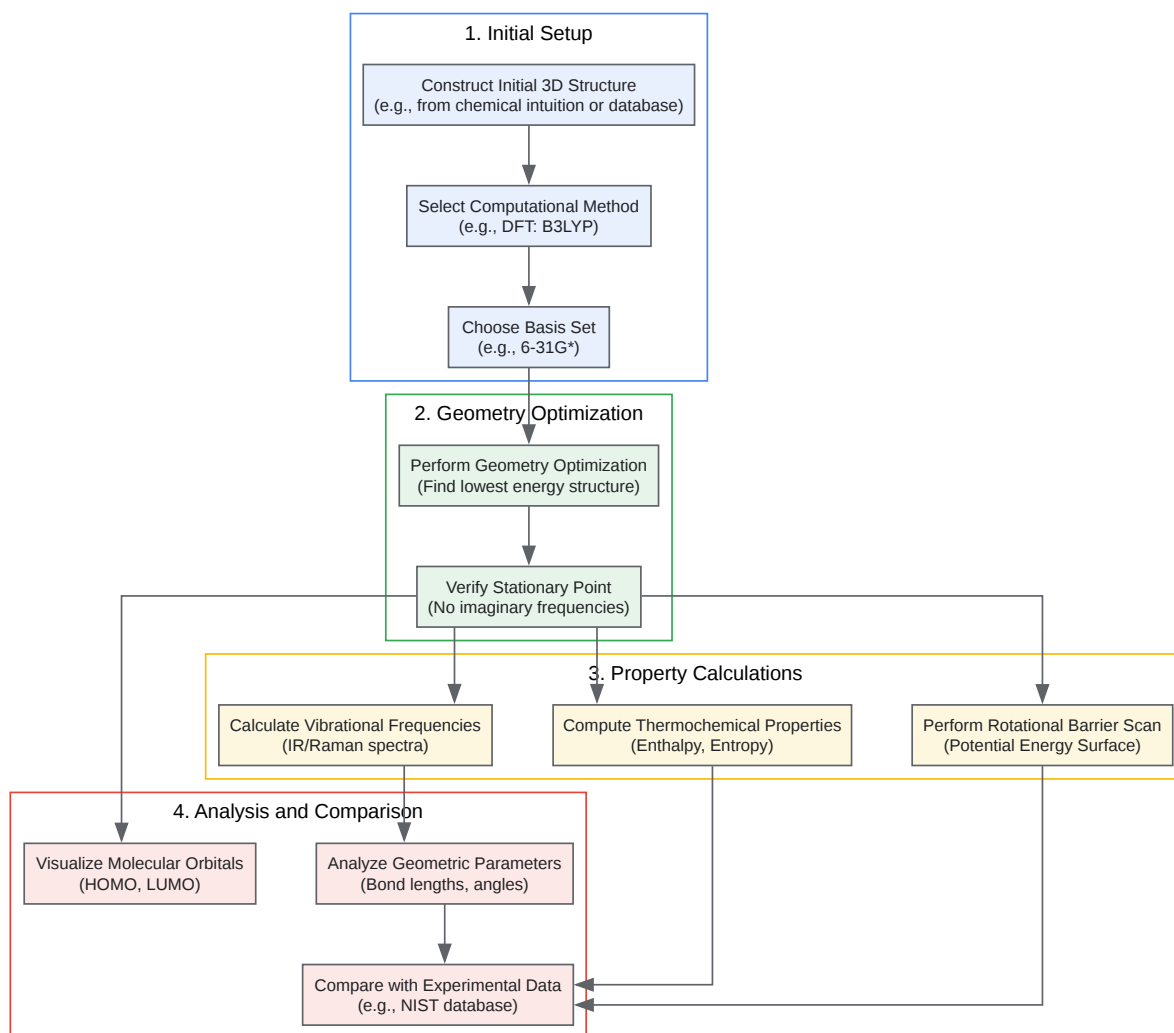 1. Initial Setup
Construct Initial 3D Structure
(e.g., from chemical intuition or database)
Select Computational Method
(e.g., DFT: B3LYP)
Choose Basis Set
(e.g., 6-31G*)
2. Geometry Optimization
Perform Geometry Optimization
(Find lowest energy structure)
Verify Stationary Point
(No imaginary frequencies)
3. Property Calculations
Calculate Vibrational Frequencies
(IR/Raman spectra)
Compute Thermochemical Properties
(Enthalpy, Entropy)
Perform Rotational Barrier Scan
(Potential Energy Surface)
4. Analysis and Comparison
Visualize Molecular Orbitals
(HOMO, LUMO)
Analyze Geometric Parameters
(Bond lengths, angles)
Compare with Experimental Data
(e.g., NIST database)